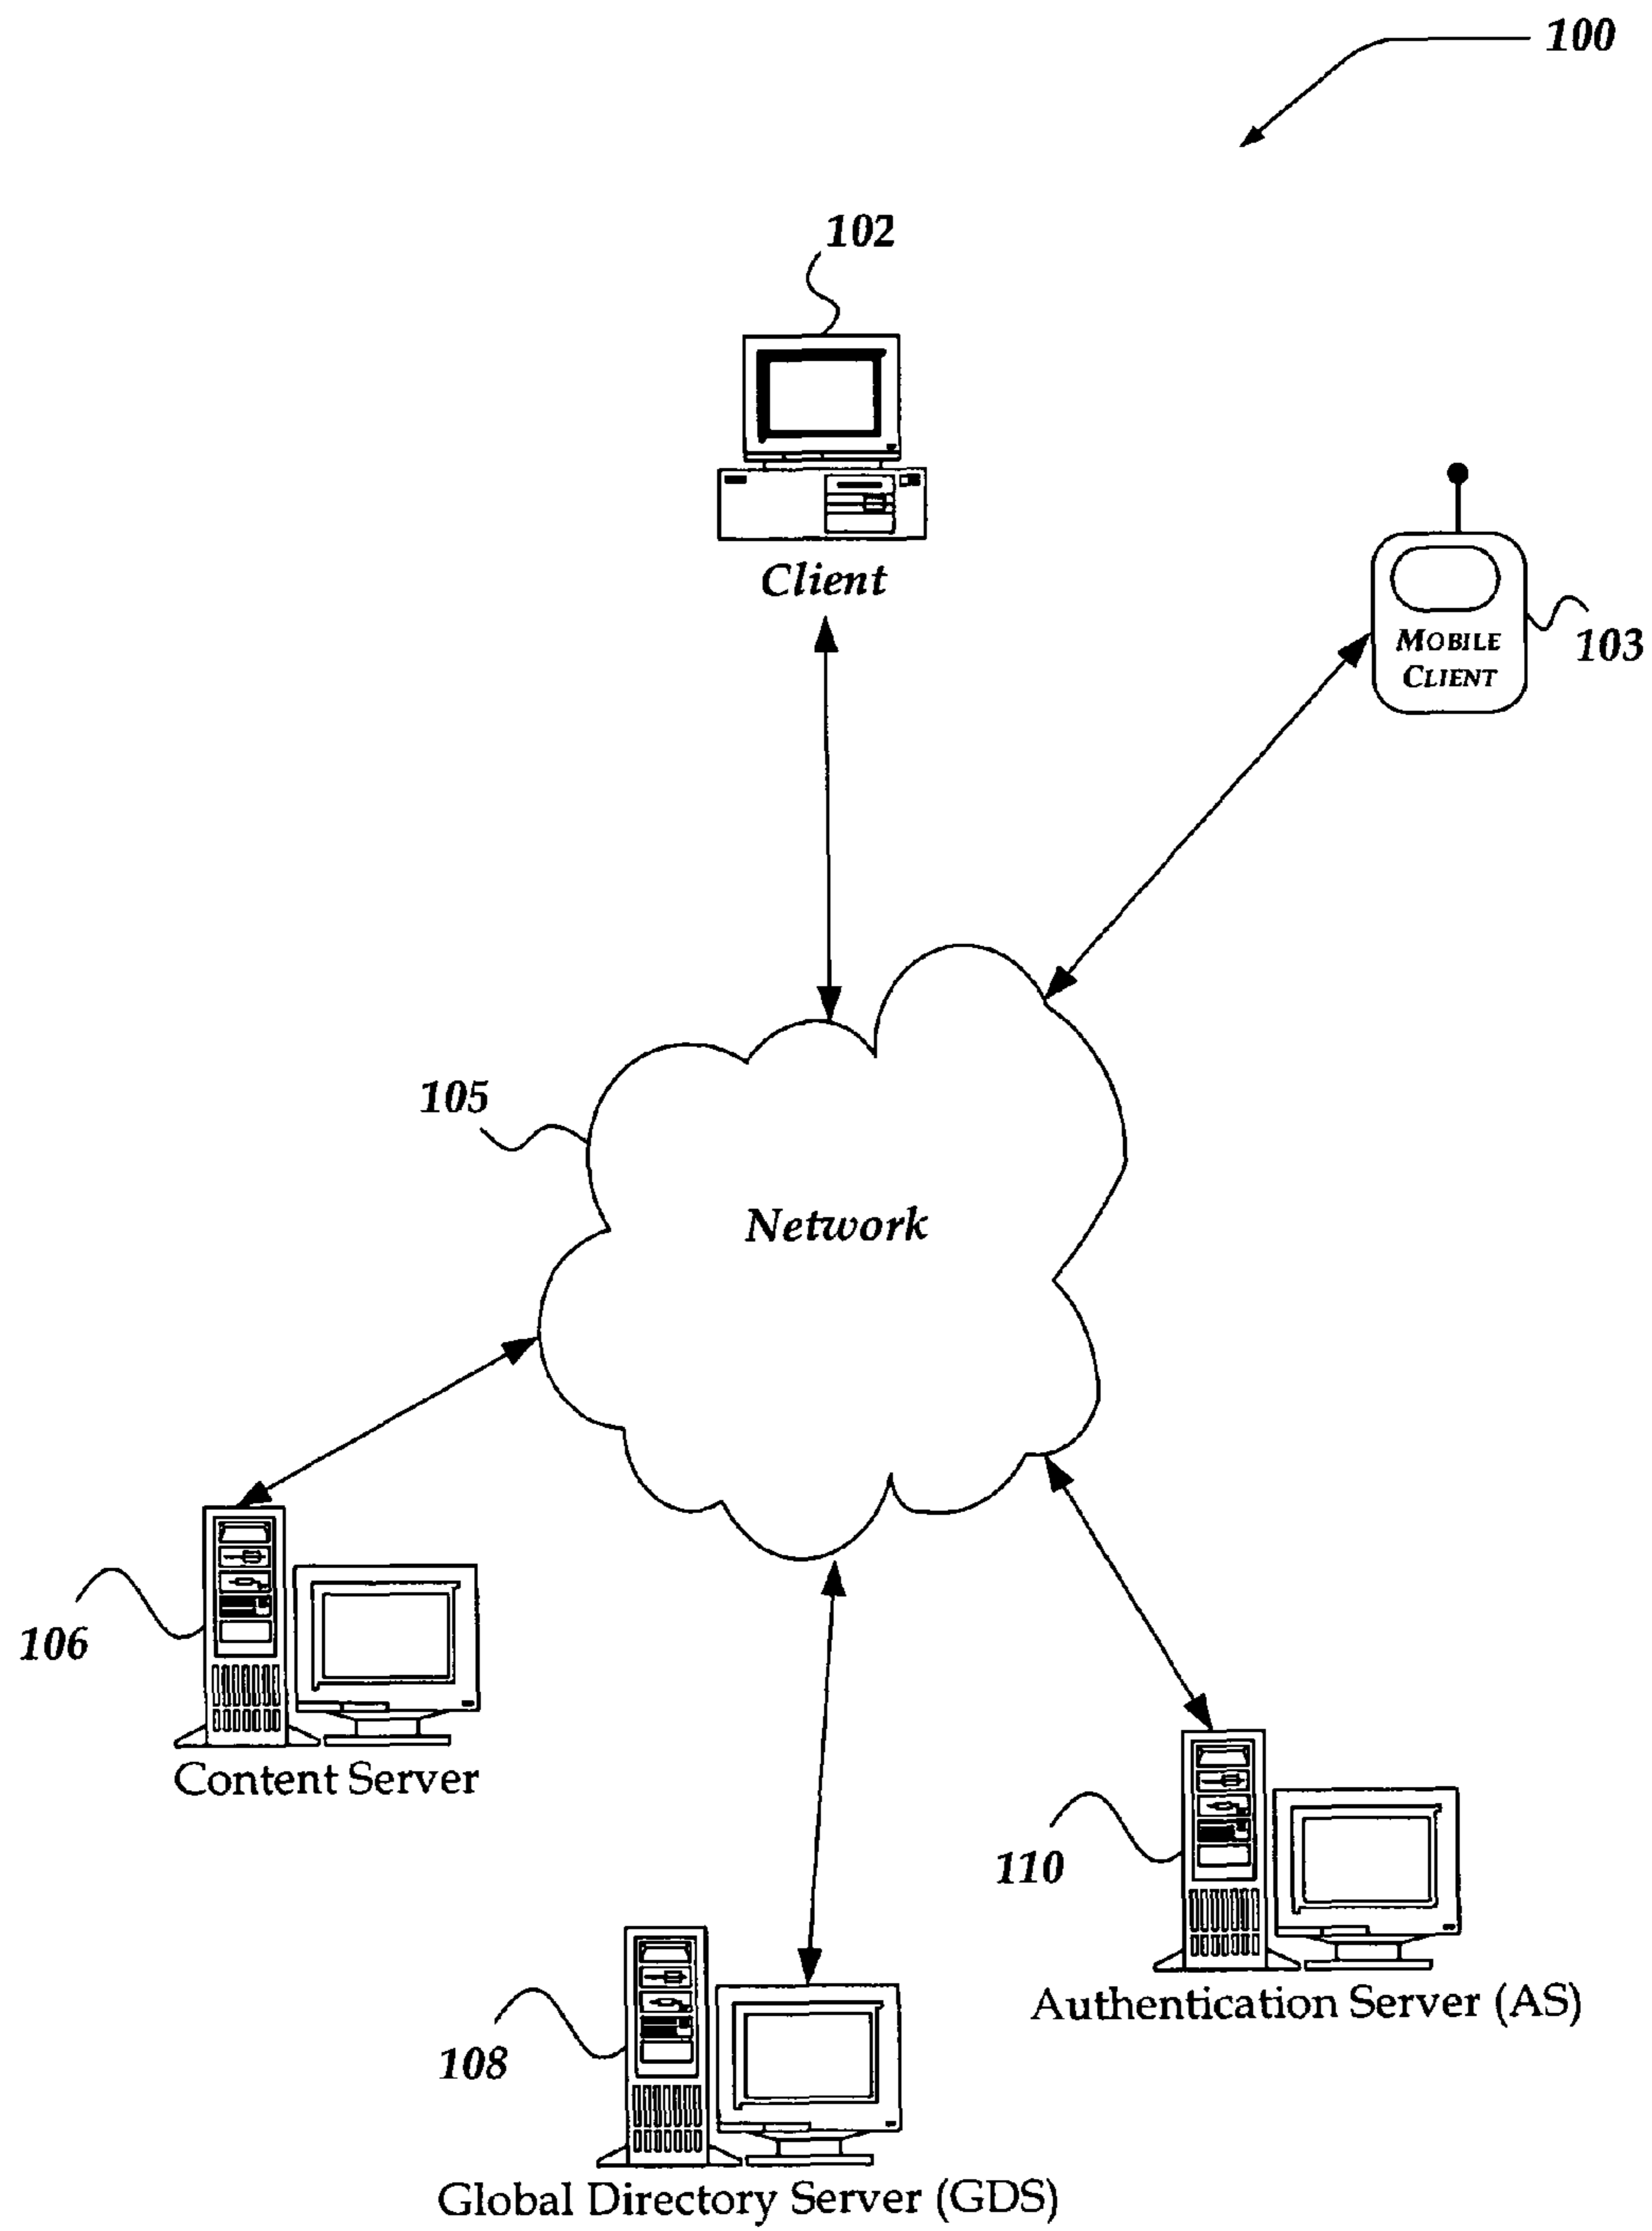 100
102
Client
MOBILE
CLIENT
103
105
Network
106
Content Server
110
Authentication Server (AS)
108
Global Directory Server (GDS)